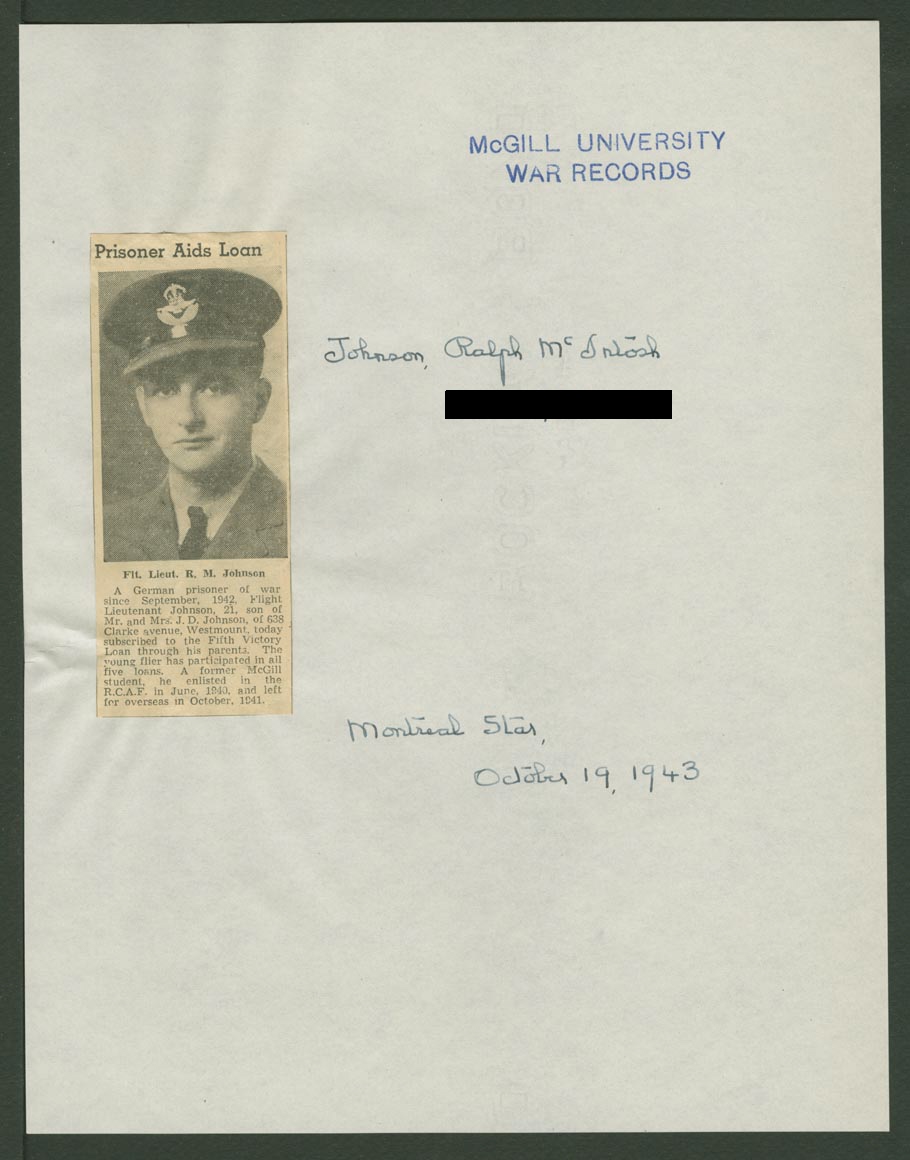 McGILL UNIVERSITY
WAR RECORDS
Prisoner Aids Loan
Johnson, Ralph McIntosh
Flt. Lieut. R. M. Johnson
A German prisoner of war
since September, 1942, Flight
Lieutenant Johnson, 21, son of
Mr. and Mrs. J. D. Johnson, of 638
Clarke avenue, Westmount, today
subscribed to the Fifth Victory
Loan through his parents. The
young flier has participated in all
five loans. A former McGill
student, he enlisted in the
R.C.A.F. in June, 1940, and left
for overseas in October, 1941.
Montreal Star,
October 19, 1943